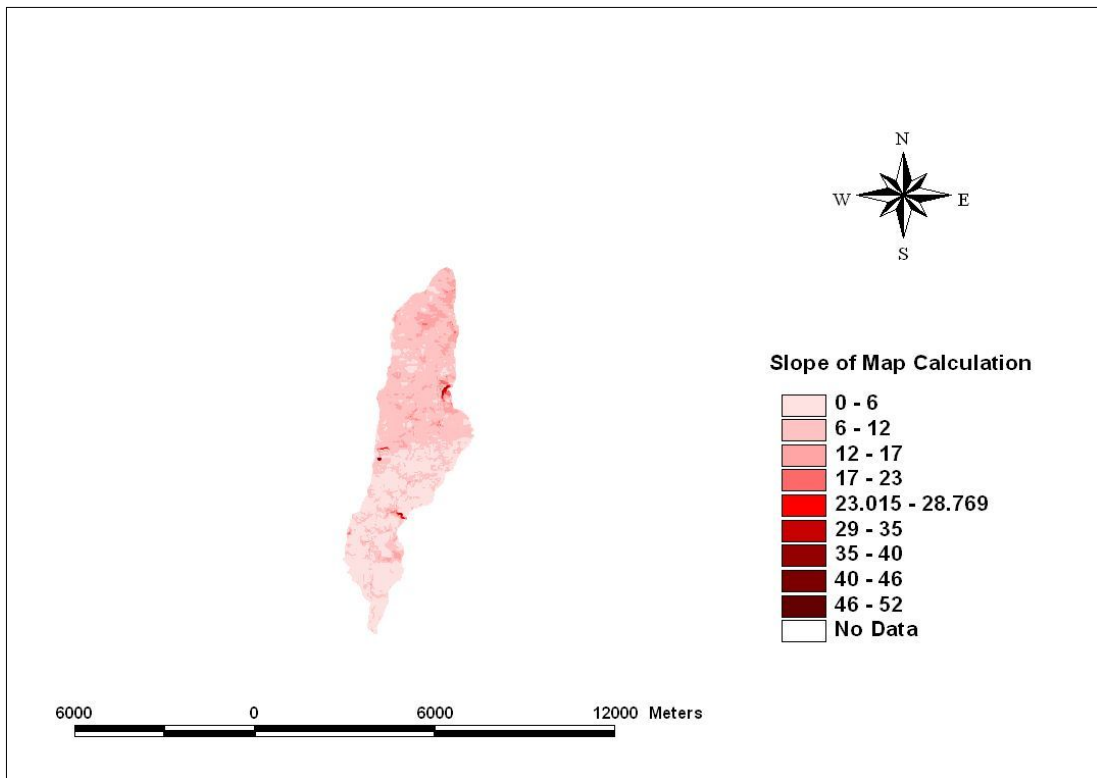 N
W E
S
Slope of Map Calculation
0 - 6
6 - 12
12 - 17
17 - 23
23.015 - 28.769
29 - 35
35 - 40
40 - 46
46 - 52
No Data
6000 0 6000 12000 Meters